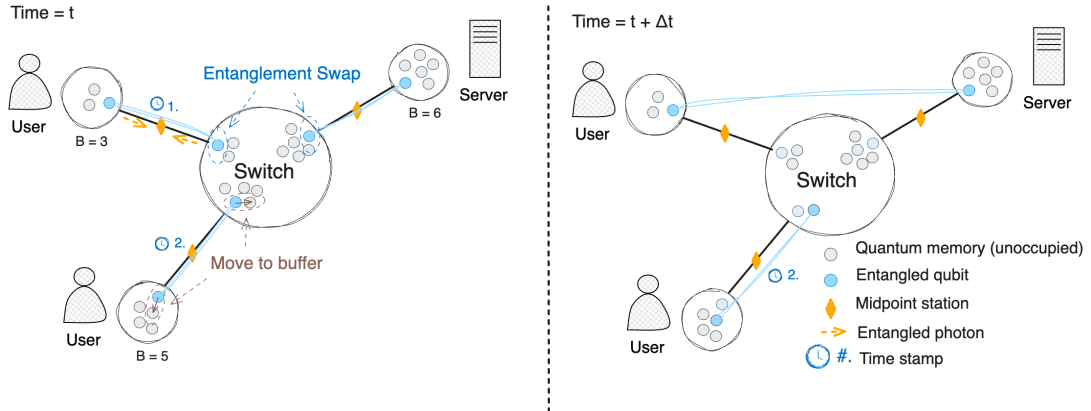 Time = t
User
B = 3
1.
Entanglement Swap
B = 6
Server
Switch
2.
Move to buffer
User
B = 5
Time = t + Δt
User
Server
Switch
2.
User
Quantum memory (unoccupied)
Entangled qubit
Midpoint station
Entangled photon
#. Time stamp